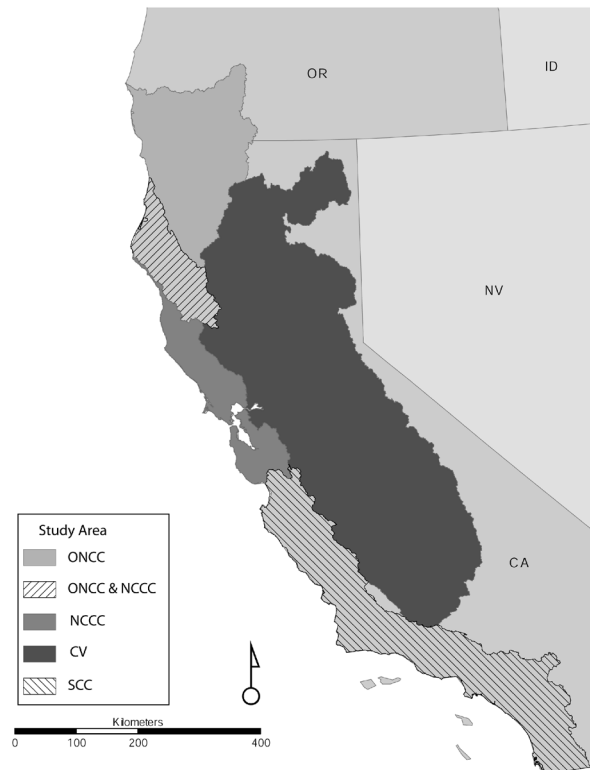 OR
ID
NV
CA
Study Area
ONCC
ONCC & NCCC
NCCC
CV
SCC
Kilometers
0 100 200 400